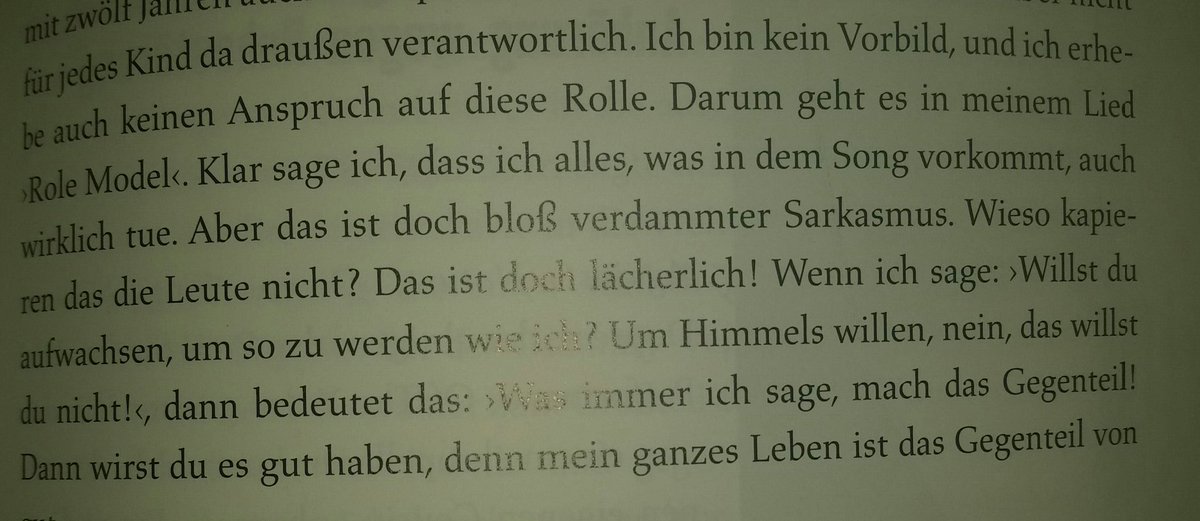 mit zwölf Jahren
nicht
für jedes Kind da draußen verantwortlich. Ich bin kein Vorbild, und ich erhe-
be auch keinen Anspruch auf diese Rolle. Darum geht es in meinem Lied
›Role Model‹. Klar sage ich, dass ich alles, was in dem Song vorkommt, auch
wirklich tue. Aber das ist doch bloß verdammter Sarkasmus. Wieso kapie-
ren das die Leute nicht? Das ist doch lächerlich! Wenn ich sage: ›Willst du
aufwachsen, um so zu werden wie ich? Um Himmels willen, nein, das willst
du nicht!‹, dann bedeutet das: ›Was immer ich sage, mach das Gegenteil!
Dann wirst du es gut haben, denn mein ganzes Leben ist das Gegenteil von